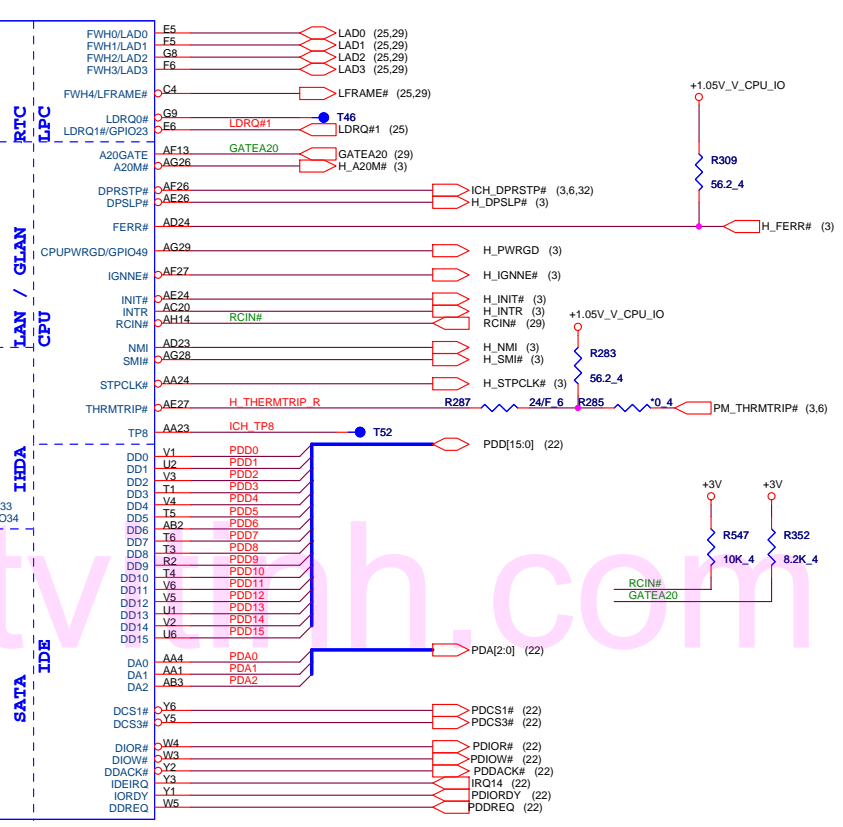 FWH0/LAD0 E5 LAD0 (25,29)
FWH1/LAD1 F5 LAD1 (25,29)
FWH2/LAD2 G8 LAD2 (25,29)
FWH3/LAD3 F6 LAD3 (25,29)
FWH4/LFRAME# C4 LFRAME# (25,29)
+1.05V_V_CPU_IO
RTC
LPC
LDRQ0# G9 T46
LDRQ1#/GPIO23 E6 LDRQ#1 LDRQ#1 (25)
A20GATE AF13 GATEA20 GATEA20 (29)
A20M# AG26 H_A20M# (3)
R309
56.2_4
DPRSTP# AF26 ICH_DPRSTP# (3,6,32)
DPSLP# AE26 H_DPSLP# (3)
FERR# AD24 H_FERR# (3)
CPUPWRGD/GPIO49 AG29 H_PWRGD (3)
IGNNE# AF27 H_IGNNE# (3)
LAN / GLAN
CPU
INIT# AE24 H_INIT# (3)
INTR AC20 H_INTR (3)
RCIN# AH14 RCIN# RCIN# (29)
+1.05V_V_CPU_IO
NMI AD23 H_NMI (3)
SMI# AG28 H_SMI# (3)
R283
56.2_4
STPCLK# AA24 H_STPCLK# (3)
THRMTRIP# AE27 H_THERMTRIP_R R287 24/F_6 R285 *0_4 PM_THRMTRIP# (3,6)
TP8 AA23 ICH_TP8 T52
PDD[15:0] (22)
IHDA
DD0 V1 PDD0
DD1 U2 PDD1
DD2 V3 PDD2
DD3 T1 PDD3
DD4 V4 PDD4
DD5 T5 PDD5
DD6 AB2 PDD6
DD7 T6 PDD7
DD8 T3 PDD8
DD9 R2 PDD9
DD10 T4 PDD10
DD11 V6 PDD11
DD12 V5 PDD12
DD13 U1 PDD13
DD14 V2 PDD14
DD15 U6 PDD15
33
O34
+3V +3V
R547 R352
10K_4 8.2K_4
RCIN#
GATEA20
tvitinh.com
IDE
SATA
PDA[2:0] (22)
DA0 AA4 PDA0
DA1 AA1 PDA1
DA2 AB3 PDA2
DCS1# Y6 PDCS1# (22)
DCS3# Y5 PDCS3# (22)
DIOR# W4 PDIOR# (22)
DIOW# W3 PDIOW# (22)
DDACK# Y2 PDDACK# (22)
IDEIRQ Y3 IRQ14 (22)
IORDY Y1 PDIORDY (22)
DDREQ W5 PDDREQ (22)